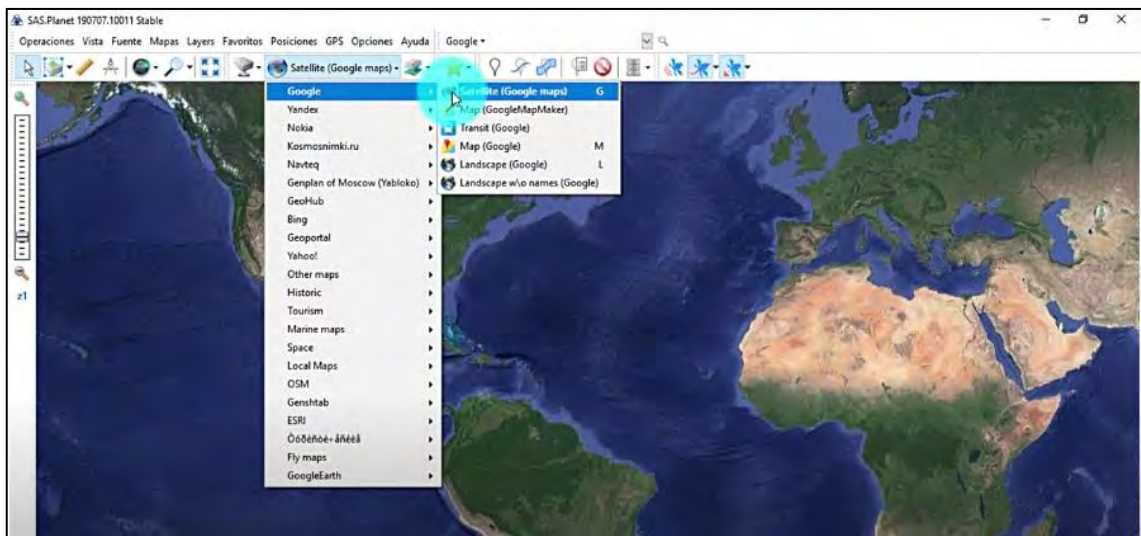 SAS.Planet 190707.10011 Stable
Operaciones Vista Fuente Mapas Layers Favoritos Posiciones GPS Opciones Ayuda Google
Satellite (Google maps)
Google
Yandex
Nokia
Kosmosnimki.ru
Navteq
Genplan of Moscow (Yabloko)
GeoHub
Bing
Geoportal
Yahoo!
Other maps
Historic
Tourism
Marine maps
Space
Local Maps
OSM
Genshtab
ESRI
Fly maps
GoogleEarth
Satellite (Google maps) G
Map (GoogleMapMaker)
Transit (Google)
Map (Google) M
Landscape (Google) L
Landscape w\o names (Google)
z1